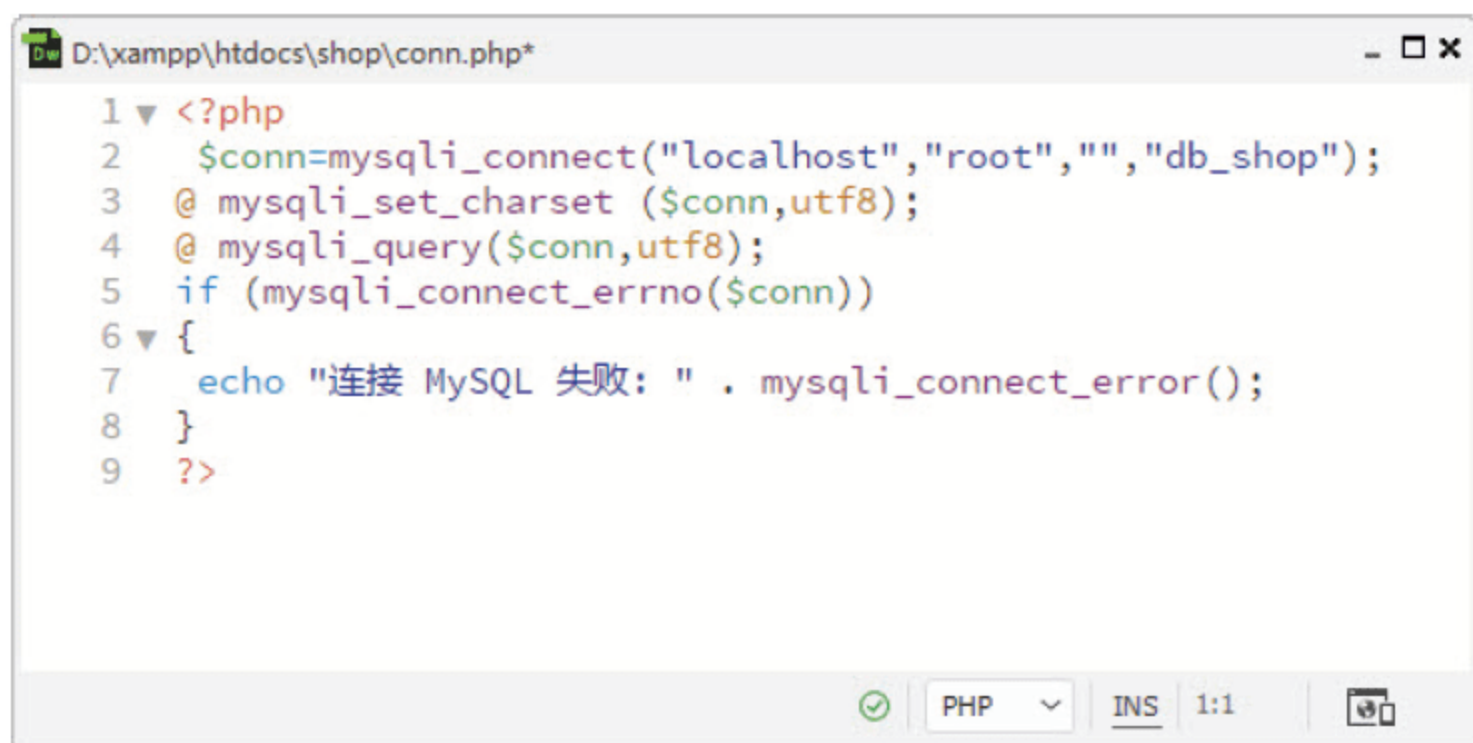 Dw D:\xampp\htdocs\shop\conn.php*
1 <?php
2 $conn=mysqli_connect("localhost","root","","db_shop");
3 @ mysqli_set_charset ($conn,utf8);
4 @ mysqli_query($conn,utf8);
5 if (mysqli_connect_errno($conn))
6 {
7 echo "连接 MySQL 失败: " . mysqli_connect_error();
8 }
9 ?>
PHP INS 1:1